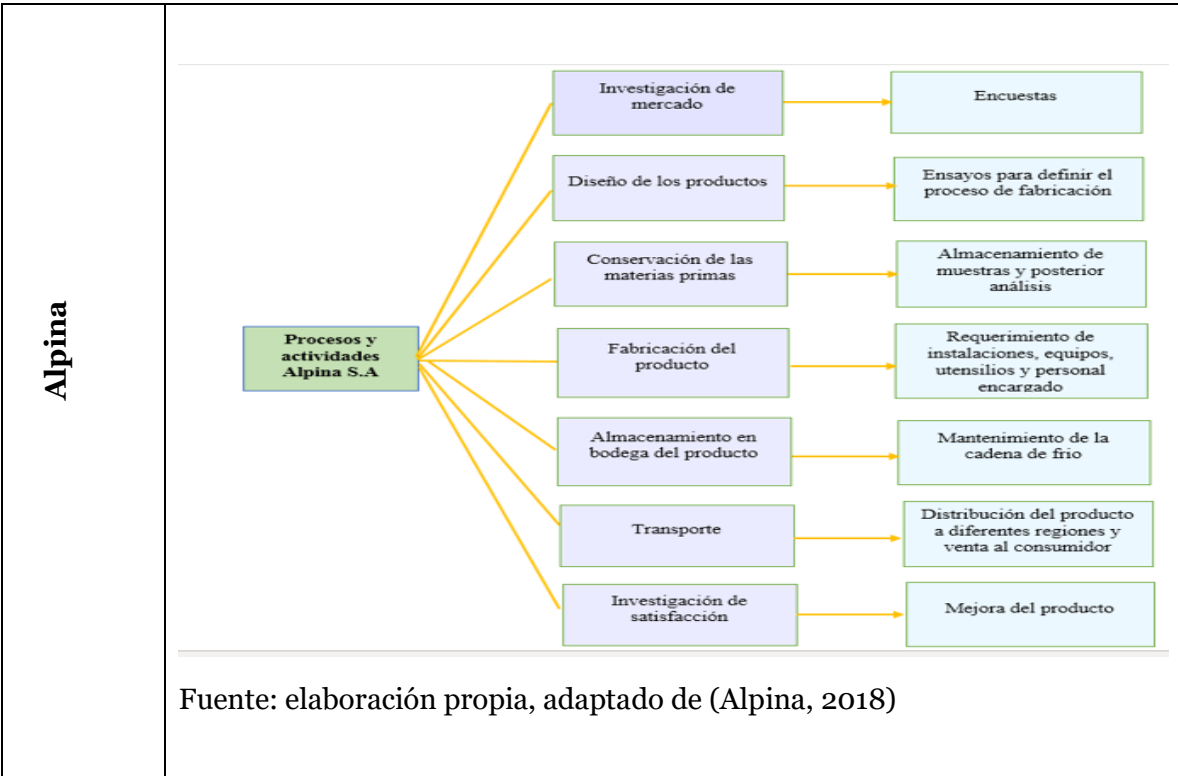 Alpina
Procesos y
actividades
Alpina S.A
Investigación de
mercado
Encuestas
Diseño de los productos
Ensayos para definir el
proceso de fabricación
Conservación de las
materias primas
Almacenamiento de
muestras y posterior
análisis
Fabricación del
producto
Requerimiento de
instalaciones, equipos,
utensilios y personal
encargado
Almacenamiento en
bodega del producto
Mantenimiento de la
cadena de frio
Transporte
Distribución del producto
a diferentes regiones y
venta al consumidor
Investigación de
satisfacción
Mejora del producto
Fuente: elaboración propia, adaptado de (Alpina, 2018)